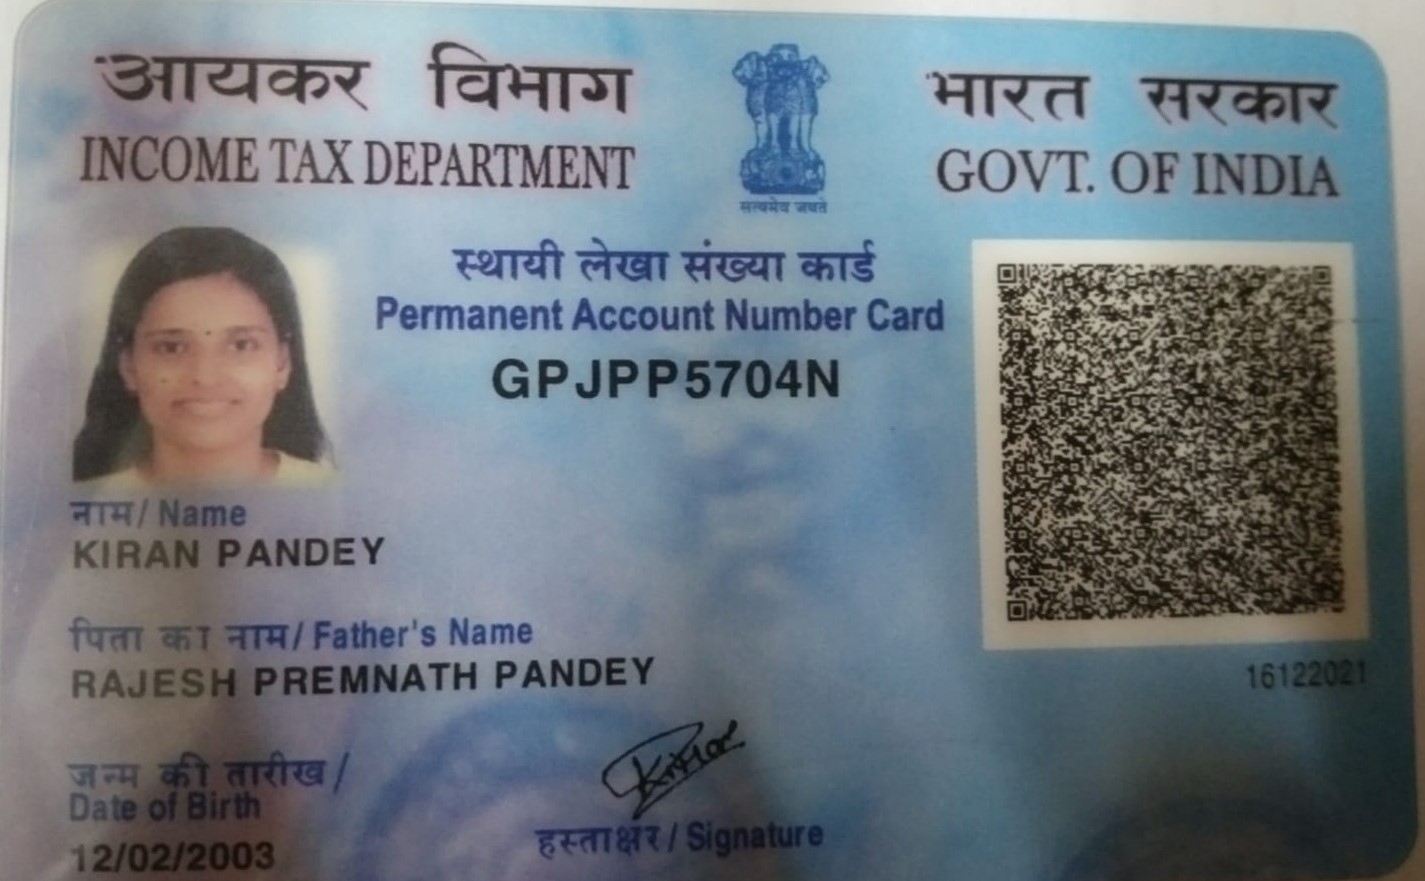 आयकर विभाग
INCOME TAX DEPARTMENT
सत्यमेव जयते
भारत सरकार
GOVT. OF INDIA
स्थायी लेखा संख्या कार्ड
Permanent Account Number Card
GPJPP5704N
नाम/ Name
KIRAN PANDEY
पिता का नाम/ Father's Name
RAJESH PREMNATH PANDEY
16122021
जन्म की तारीख/
Date of Birth
12/02/2003
Kiran
हस्ताक्षर/ Signature